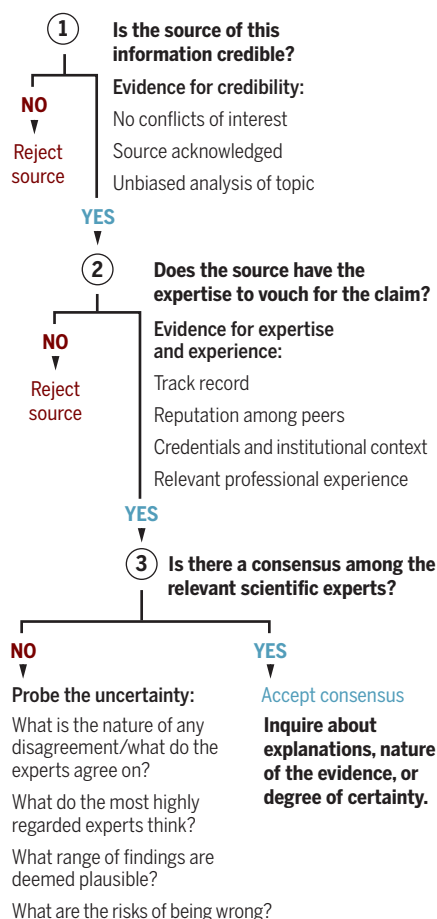 1
Is the source of this
information credible?
Evidence for credibility:
No conflicts of interest
Source acknowledged
Unbiased analysis of topic
NO
Reject
source
YES
2
Does the source have the
expertise to vouch for the claim?
Evidence for expertise
and experience:
Track record
Reputation among peers
Credentials and institutional context
Relevant professional experience
NO
Reject
source
YES
3
Is there a consensus among the
relevant scientific experts?
NO
Probe the uncertainty:
What is the nature of any
disagreement/what do the
experts agree on?
What do the most highly
regarded experts think?
What range of findings are
deemed plausible?
What are the risks of being wrong?
YES
Accept consensus
Inquire about
explanations, nature
of the evidence, or
degree of certainty.